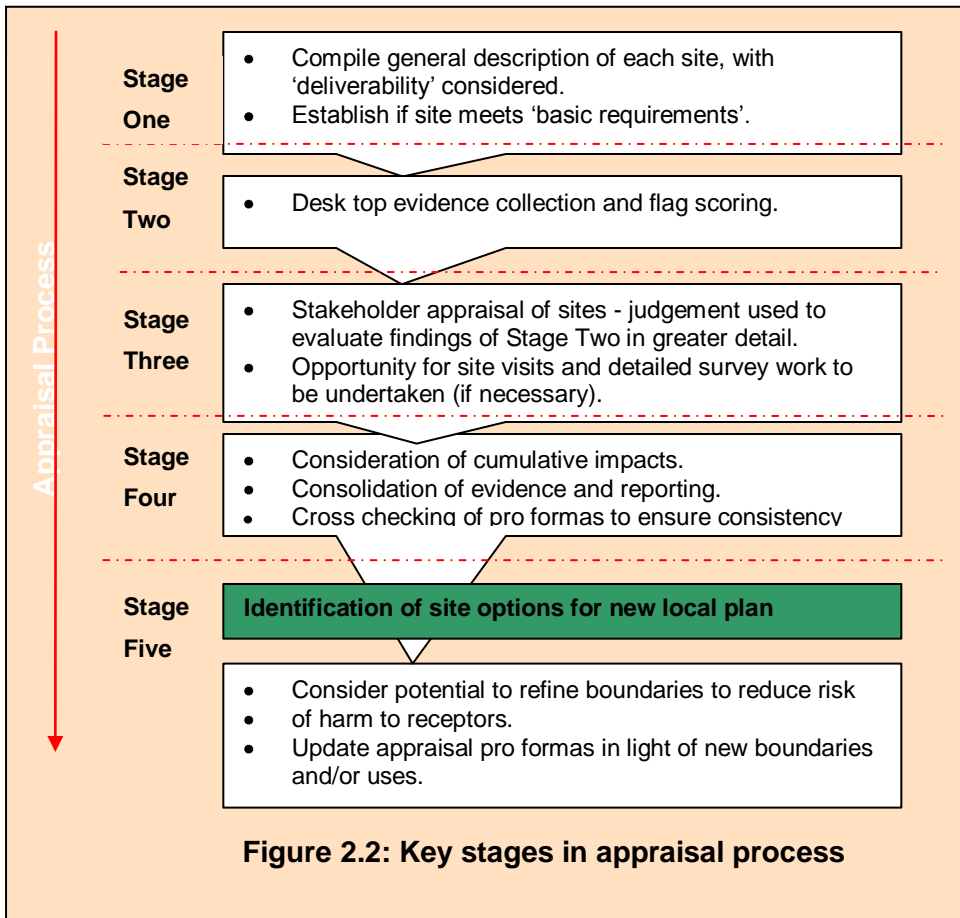 Appraisal Process
Stage
One
• Compile general description of each site, with
‘deliverability’ considered.
• Establish if site meets ‘basic requirements’.
Stage
Two
• Desk top evidence collection and flag scoring.
Stage
Three
• Stakeholder appraisal of sites - judgement used to
evaluate findings of Stage Two in greater detail.
• Opportunity for site visits and detailed survey work to
be undertaken (if necessary).
Stage
Four
• Consideration of cumulative impacts.
• Consolidation of evidence and reporting.
• Cross checking of pro formas to ensure consistency
Stage
Five
Identification of site options for new local plan
• Consider potential to refine boundaries to reduce risk
• of harm to receptors.
• Update appraisal pro formas in light of new boundaries
and/or uses.
Figure 2.2: Key stages in appraisal process